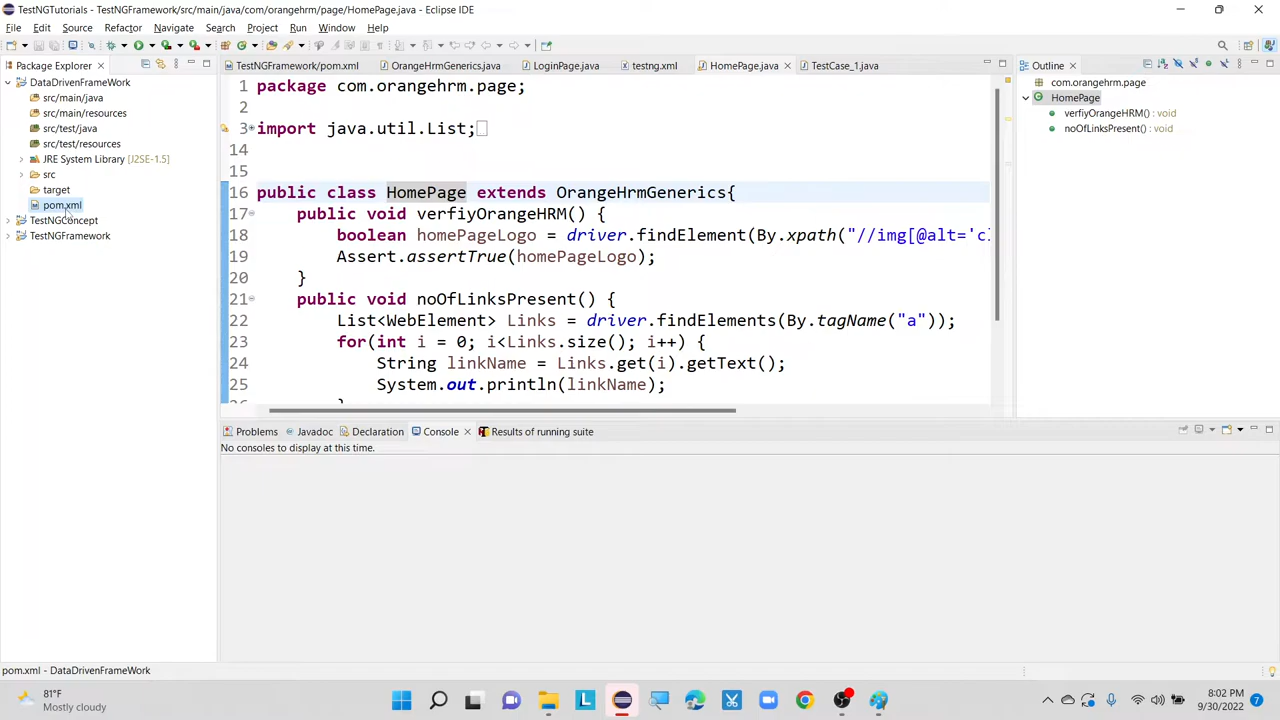 TestNGTutorials - TestNGFramework/src/main/java/com/orangehrm/page/HomePage.java - Eclipse IDE
File Edit Source Refactor Navigate Search Project Run Window Help
Package Explorer
DataDrivenFrameWork
src/main/java
src/main/resources
src/test/java
src/test/resources
JRE System Library [J2SE-1.5]
src
target
pom.xml
TestNGConcept
TestNGFramework
TestNGFramework/pom.xml OrangeHrmGenerics.java LoginPage.java testng.xml HomePage.java TestCase_1.java
1 package com.orangehrm.page;
2
3 import java.util.List;
14
15
16 public class HomePage extends OrangeHrmGenerics{
17 public void verfiyOrangeHRM() {
18 boolean homePageLogo = driver.findElement(By.xpath("//img[@alt='cl
19 Assert.assertTrue(homePageLogo);
20 }
21 public void noOfLinksPresent() {
22 List<WebElement> Links = driver.findElements(By.tagName("a"));
23 for(int i = 0; i<Links.size(); i++) {
24 String linkName = Links.get(i).getText();
25 System.out.println(linkName);
Outline
com.orangehrm.page
HomePage
verfiyOrangeHRM() : void
noOfLinksPresent() : void
Problems Javadoc Declaration Console Results of running suite
No consoles to display at this time.
pom.xml - DataDrivenFrameWork
81°F
Mostly cloudy
8:02 PM
9/30/2022